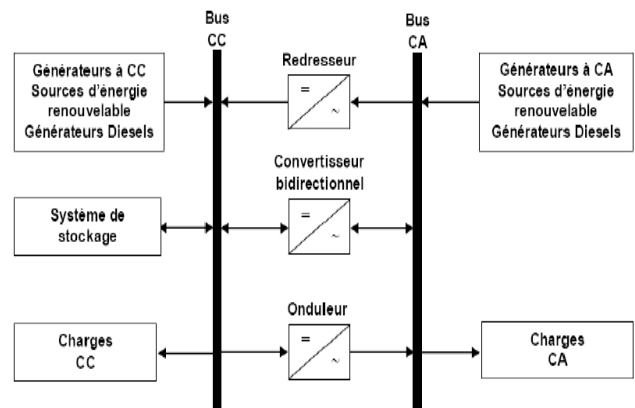 Bus
CC
Bus
CA
Générateurs à CC
Sources d'énergie
renouvelable
Générateurs Diesels
Redresseur
=
~
Générateurs à CA
Sources d'énergie
renouvelable
Générateurs Diesels
Système de
stockage
Convertisseur
bidirectionnel
=
~
Charges
CC
Onduleur
=
~
Charges
CA